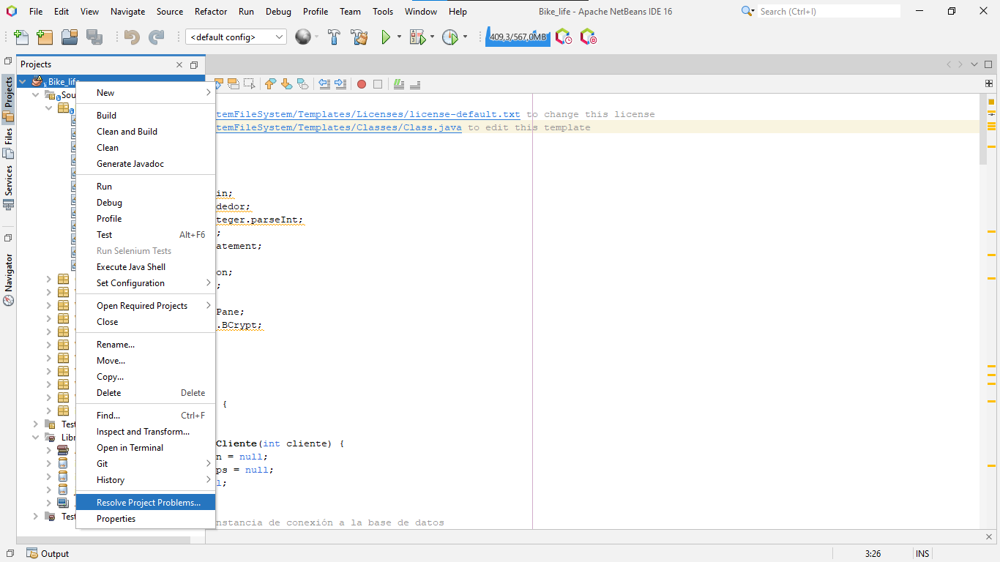 File Edit View Navigate Source Refactor Run Debug Profile Team Tools Window Help
Bike_life - Apache NetBeans IDE 16
Search (Ctrl+I)
<default config>
409,3/567,0MB
Projects
Projects
Files
Services
Navigator
Bike_life
Sou
Test
Libr
Test
New
Build
Clean and Build
Clean
Generate Javadoc
Run
Debug
Profile
Test Alt+F6
Run Selenium Tests
Execute Java Shell
Set Configuration
Open Required Projects
Close
Rename...
Move...
Copy...
Delete Delete
Find... Ctrl+F
Inspect and Transform...
Open in Terminal
Git
History
Resolve Project Problems...
Properties
temFileSystem/Templates/Licenses/license-default.txt to change this license
temFileSystem/Templates/Classes/Class.java to edit this template
in;
dedor;
teger.parseInt;
;
atement;
on;
;
Pane;
.BCrypt;
{
Cliente(int cliente) {
n = null;
ps = null;
l;
nstancia de conexión a la base de datos
Output
3:26
INS